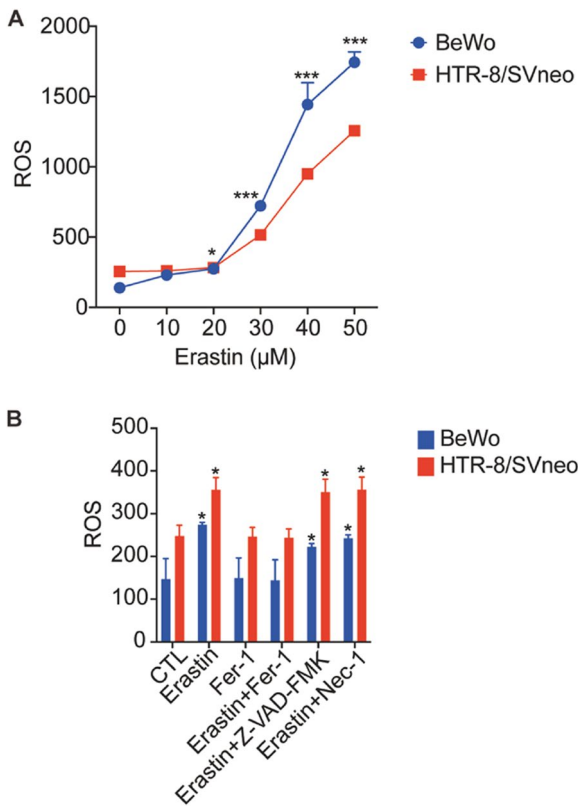 A
2000
1500
1000
500
0
ROS
0 10 20 30 40 50
Erastin (µM)
*
***
***
***
BeWo
HTR-8/SVneo
B
500
400
300
200
100
0
ROS
* * * * * *
CTL
Erastin
Fer-1
Erastin+Fer-1
Erastin+Z-VAD-FMK
Erastin+Nec-1
BeWo
HTR-8/SVneo